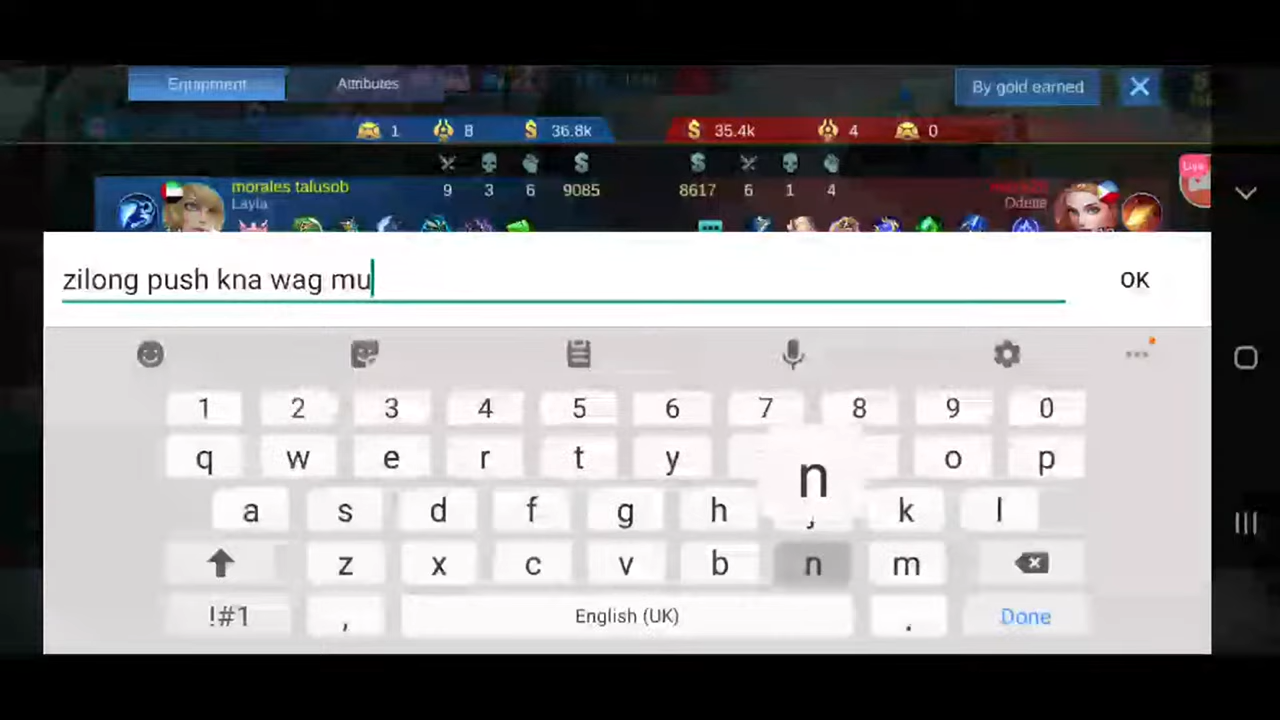 Equipment Attributes By gold earned
1 8 36.8k 35.4k 4 0
morales talusob 9 3 6 9085 8617 6 1 4
Layla Odette
Live
zilong push kna wag mu OK
1 2 3 4 5 6 7 8 9 0
q w e r t y o p
n
a s d f g h j k l
z x c v b n m
!#1 , English (UK) . Done